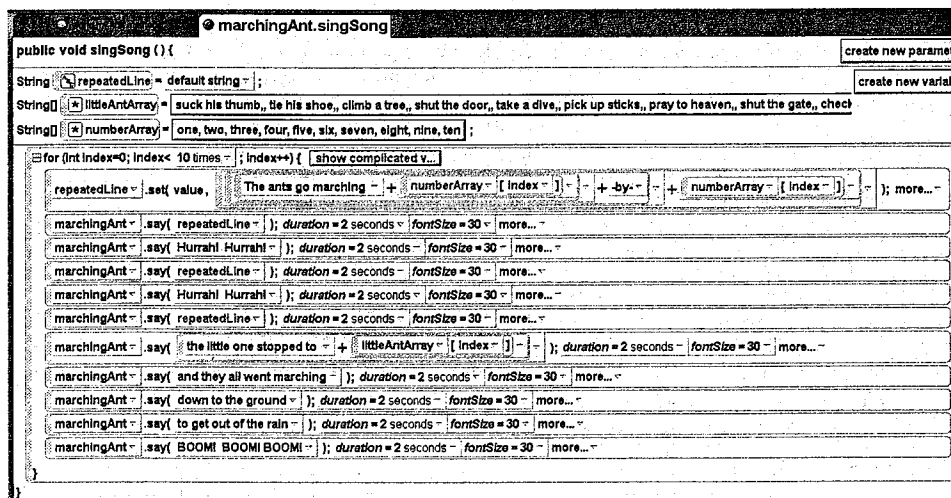 marchingAnt.singSong
public void singSong () {
create new paramet
String repeatedLine = default string ;
create new variab
String[] littleAntArray = suck his thumb,, tie his shoe,, climb a tree,, shut the door,, take a dive,, pick up sticks,, pray to heaven,, shut the gate,, check
String[] numberArray = one, two, three, four, five, six, seven, eight, nine, ten ;
for (int index=0; index< 10 times ; index++) { show complicated v...
repeatedLine .set( value, The ants go marching + numberArray [ index ] + -by- + numberArray [ index ] ); more...
marchingAnt .say( repeatedLine ); duration = 2 seconds fontSize = 30 more...
marchingAnt .say( Hurrah! Hurrah! ); duration = 2 seconds fontSize = 30 more...
marchingAnt .say( repeatedLine ); duration = 2 seconds fontSize = 30 more...
marchingAnt .say( Hurrah! Hurrah! ); duration = 2 seconds fontSize = 30 more...
marchingAnt .say( repeatedLine ); duration = 2 seconds fontSize = 30 more...
marchingAnt .say( the little one stopped to + littleAntArray [ index ] ); duration = 2 seconds fontSize = 30 more...
marchingAnt .say( and they all went marching ); duration = 2 seconds fontSize = 30 more...
marchingAnt .say( down to the ground ); duration = 2 seconds fontSize = 30 more...
marchingAnt .say( to get out of the rain ); duration = 2 seconds fontSize = 30 more...
marchingAnt .say( BOOM! BOOM! BOOM! ); duration = 2 seconds fontSize = 30 more...
}
}